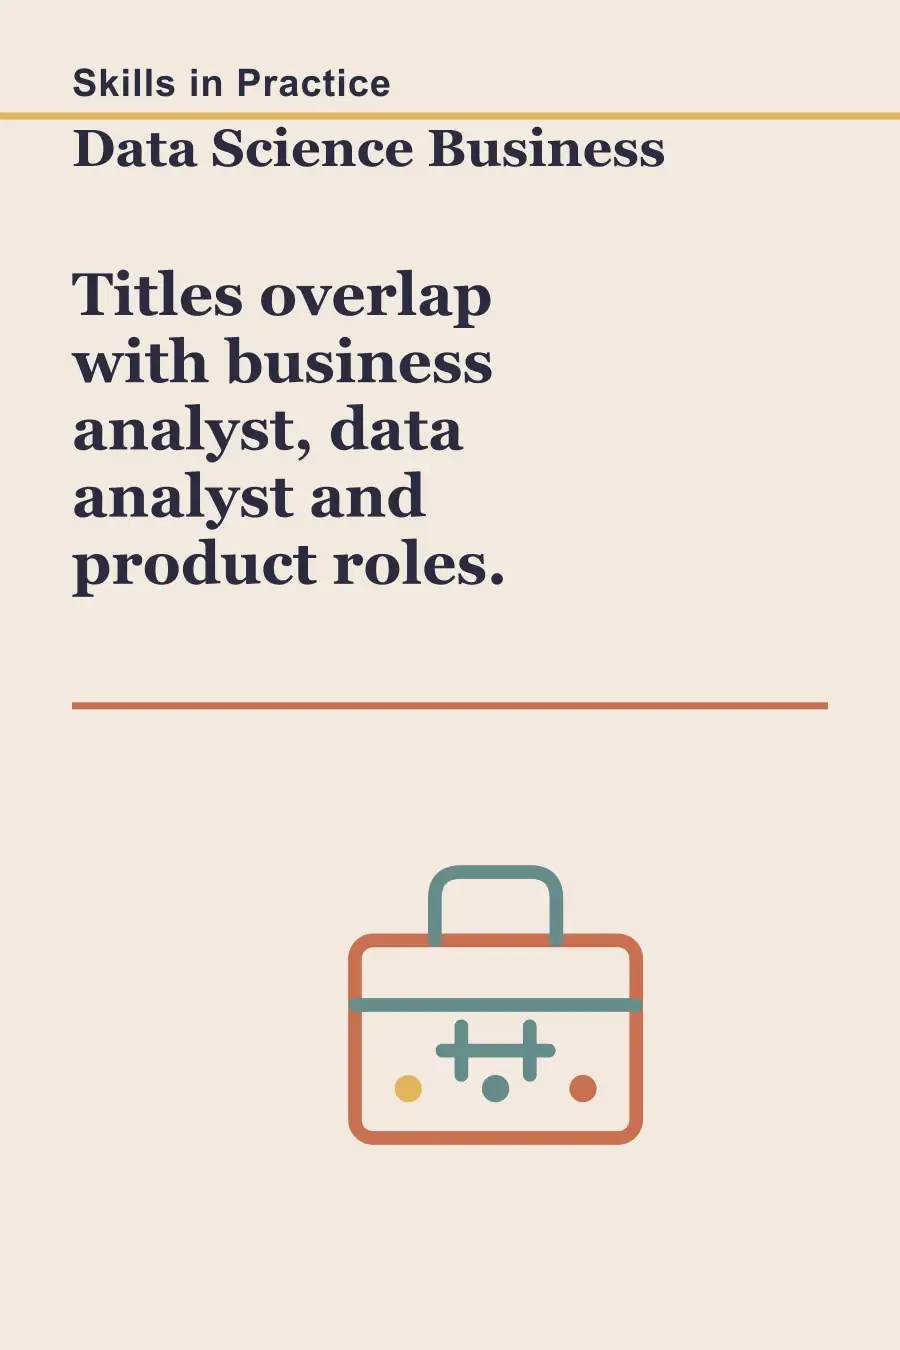 Skills in Practice
Data Science Business
Titles overlap
with business
analyst, data
analyst and
product roles.